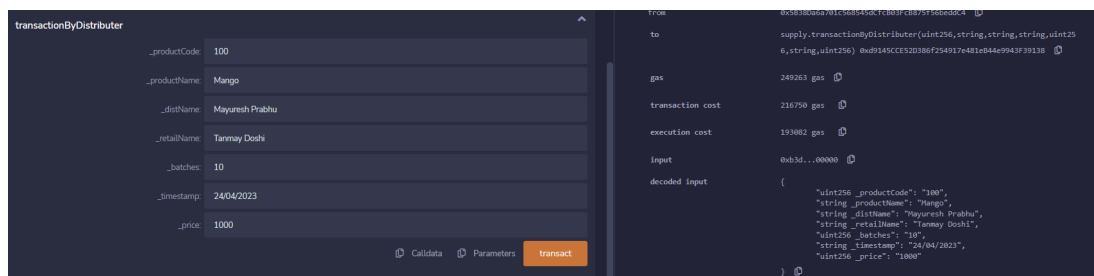 transactionByDistributer
_productCode: 100
_productName: Mango
_distName: Mayuresh Prabhu
_retailName: Tanmay Doshi
_batches: 10
_timestamp: 24/04/2023
_price: 1000
Calldata Parameters transact
from 0x5B38Da6a701c568545dCfcB03FcB875f56beddC4
to supply.transactionByDistributer(uint256,string,string,string,uint25
6,string,uint256) 0xd9145CCE52D386f254917e481eB44e9943F39138
gas 249263 gas
transaction cost 216750 gas
execution cost 193082 gas
input 0xb3d...00000
decoded input {
"uint256 _productCode": "100",
"string _productName": "Mango",
"string _distName": "Mayuresh Prabhu",
"string _retailName": "Tanmay Doshi",
"uint256 _batches": "10",
"string _timestamp": "24/04/2023",
"uint256 _price": "1000"
}